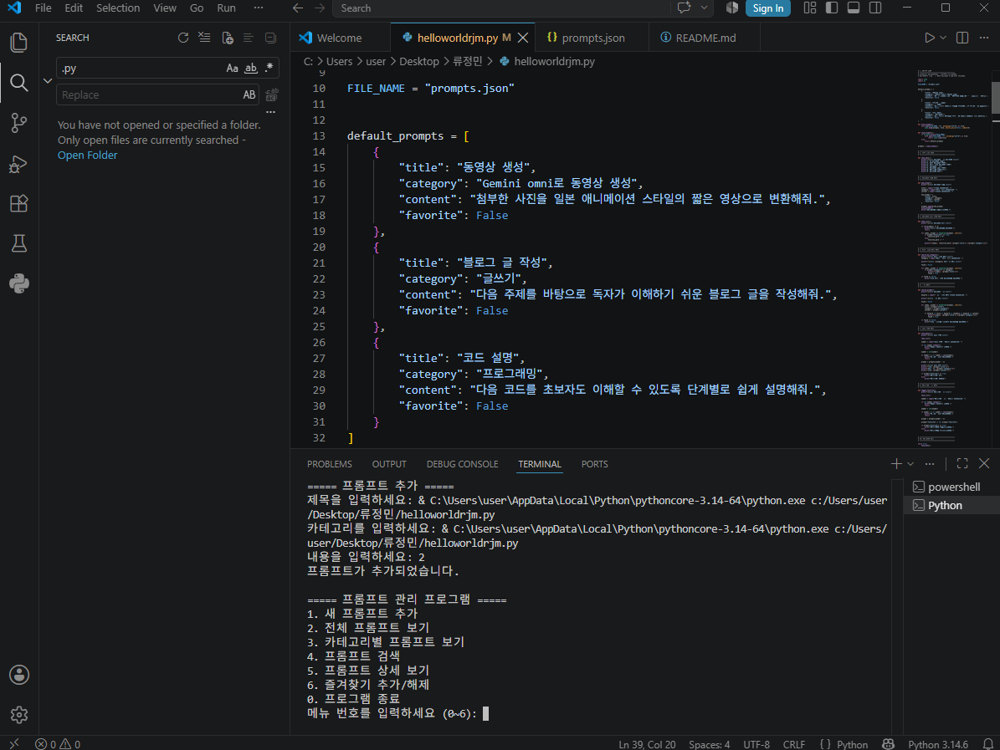 File Edit Selection View Go Run ··· Search Sign In
SEARCH
.py Aa ab .*
Replace AB
You have not opened or specified a folder.
Only open files are currently searched -
Open Folder
Welcome helloworldrjm.py M prompts.json README.md
C: > Users > user > Desktop > 류정민 > helloworldrjm.py
9
10 FILE_NAME = "prompts.json"
11
12
13 default_prompts = [
14 {
15 "title": "동영상 생성",
16 "category": "Gemini omni로 동영상 생성",
17 "content": "첨부한 사진을 일본 애니메이션 스타일의 짧은 영상으로 변환해줘.",
18 "favorite": False
19 },
20 {
21 "title": "블로그 글 작성",
22 "category": "글쓰기",
23 "content": "다음 주제를 바탕으로 독자가 이해하기 쉬운 블로그 글을 작성해줘.",
24 "favorite": False
25 },
26 {
27 "title": "코드 설명",
28 "category": "프로그래밍",
29 "content": "다음 코드를 초보자도 이해할 수 있도록 단계별로 쉽게 설명해줘.",
30 "favorite": False
31 }
32 ]
PROBLEMS OUTPUT DEBUG CONSOLE TERMINAL PORTS
===== 프롬프트 추가 =====
제목을 입력하세요: & C:\Users\user\AppData\Local\Python\pythoncore-3.14-64\python.exe c:/Users/user
/Desktop/류정민/helloworldrjm.py
카테고리를 입력하세요: & C:\Users\user\AppData\Local\Python\pythoncore-3.14-64\python.exe c:/Users/
user/Desktop/류정민/helloworldrjm.py
내용을 입력하세요: 2
프롬프트가 추가되었습니다.
===== 프롬프트 관리 프로그램 =====
1. 새 프롬프트 추가
2. 전체 프롬프트 보기
3. 카테고리별 프롬프트 보기
4. 프롬프트 검색
5. 프롬프트 상세 보기
6. 즐겨찾기 추가/해제
0. 프로그램 종료
메뉴 번호를 입력하세요 (0~6):
powershell
Python
0 0 Ln 39, Col 20 Spaces: 4 UTF-8 CRLF { } Python Python 3.14.6